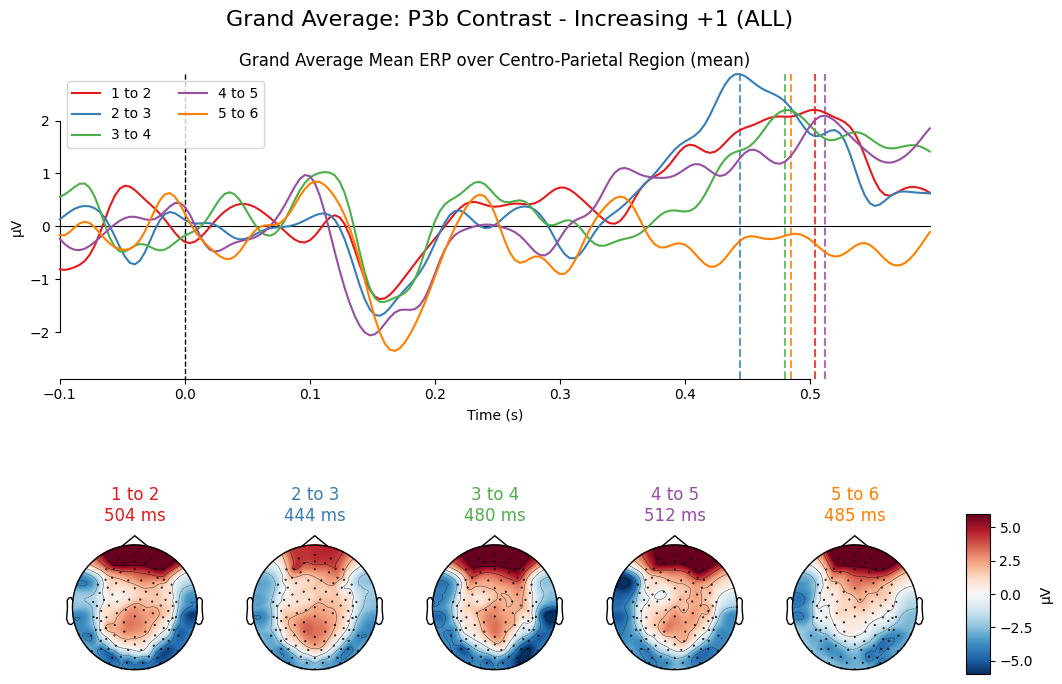 Grand Average: P3b Contrast - Increasing +1 (ALL)
Grand Average Mean ERP over Centro-Parietal Region (mean)
1 to 2
2 to 3
3 to 4
4 to 5
5 to 6
µV
2
1
0
−1
−2
−0.1 0.0 0.1 0.2 0.3 0.4 0.5
Time (s)
1 to 2
504 ms
2 to 3
444 ms
3 to 4
480 ms
4 to 5
512 ms
5 to 6
485 ms
5.0
2.5
0.0
−2.5
−5.0
µV